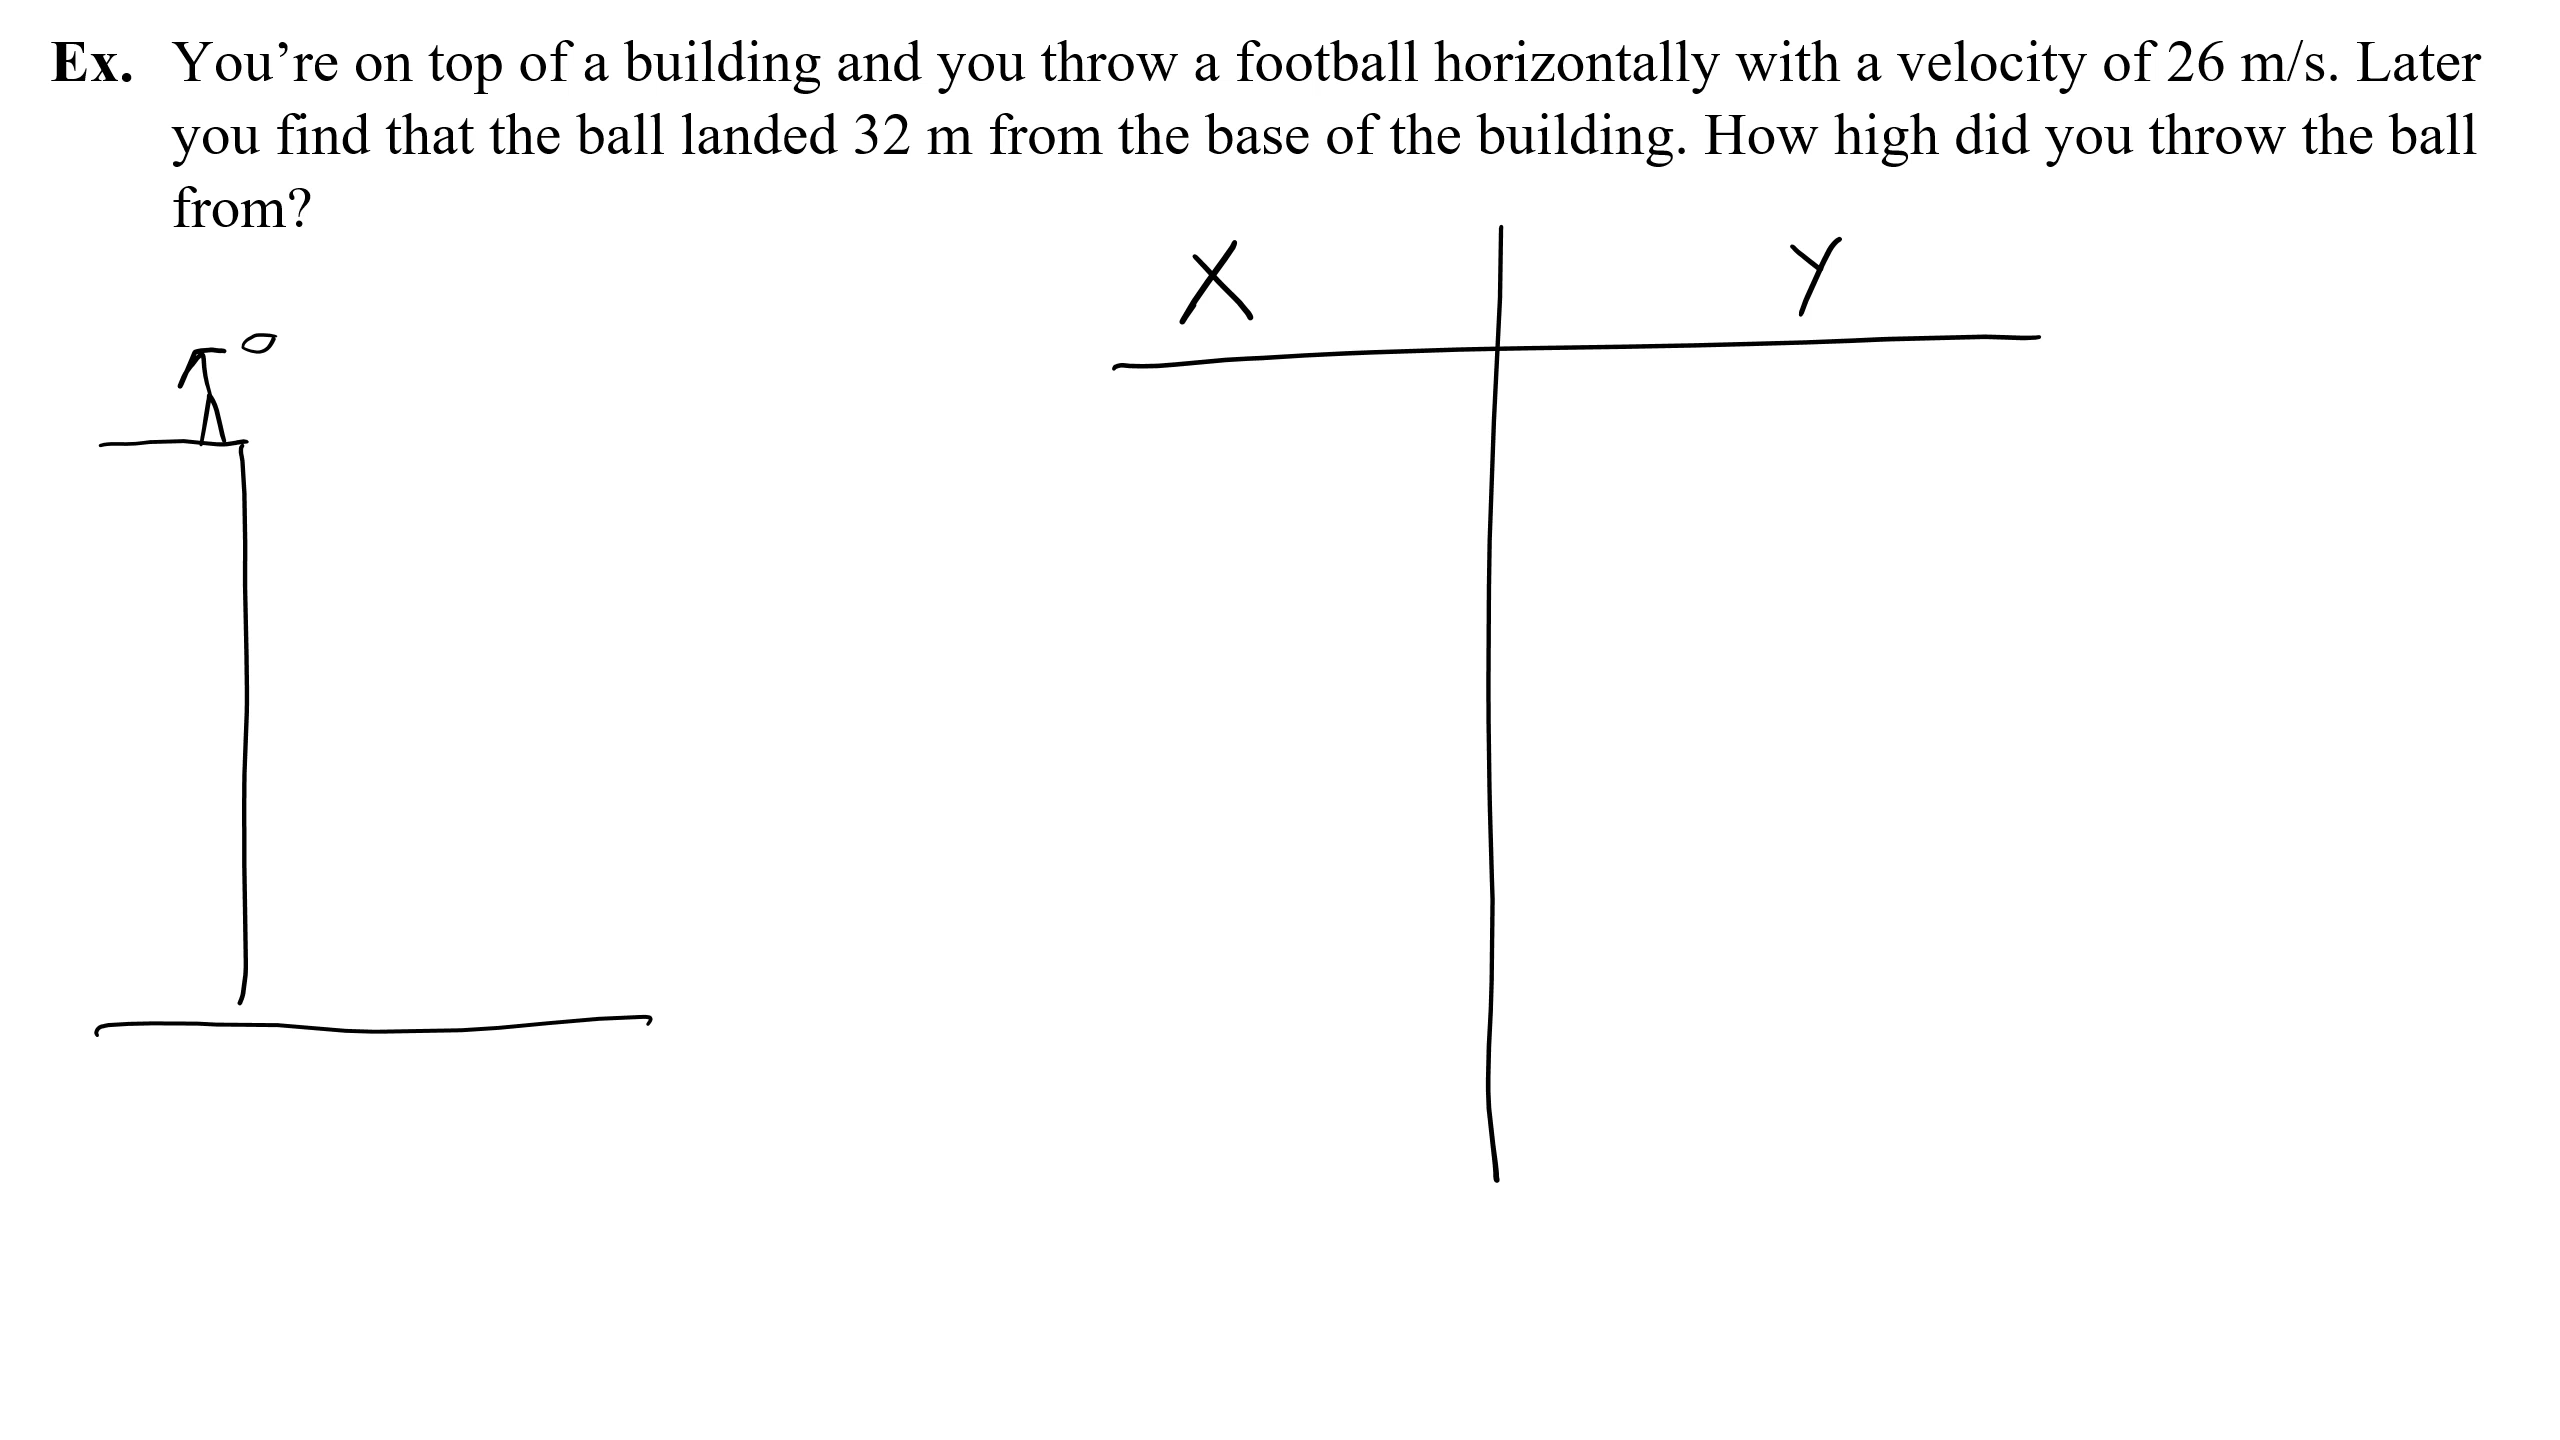 Ex. You’re on top of a building and you throw a football horizontally with a velocity of 26 m/s. Later
you find that the ball landed 32 m from the base of the building. How high did you throw the ball
from?
X Y